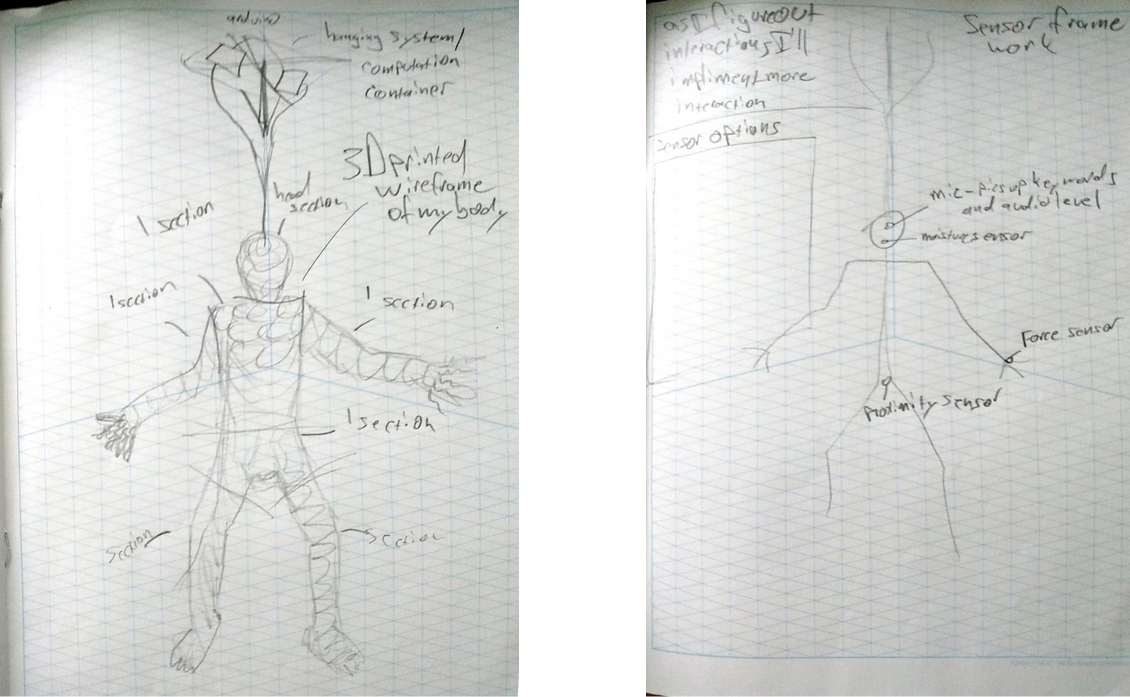 arduino
hanging system/
computation
container
3D printed
wireframe
of my body
head
section
1 section
1 section
1 section
1 section
section
section
as I figure out
interactions I'll
impliment more
interaction
sensor options
Sensor frame
work
mic-pics up key words
and audio level
moisture sensor
Force sensor
Proximity sensor